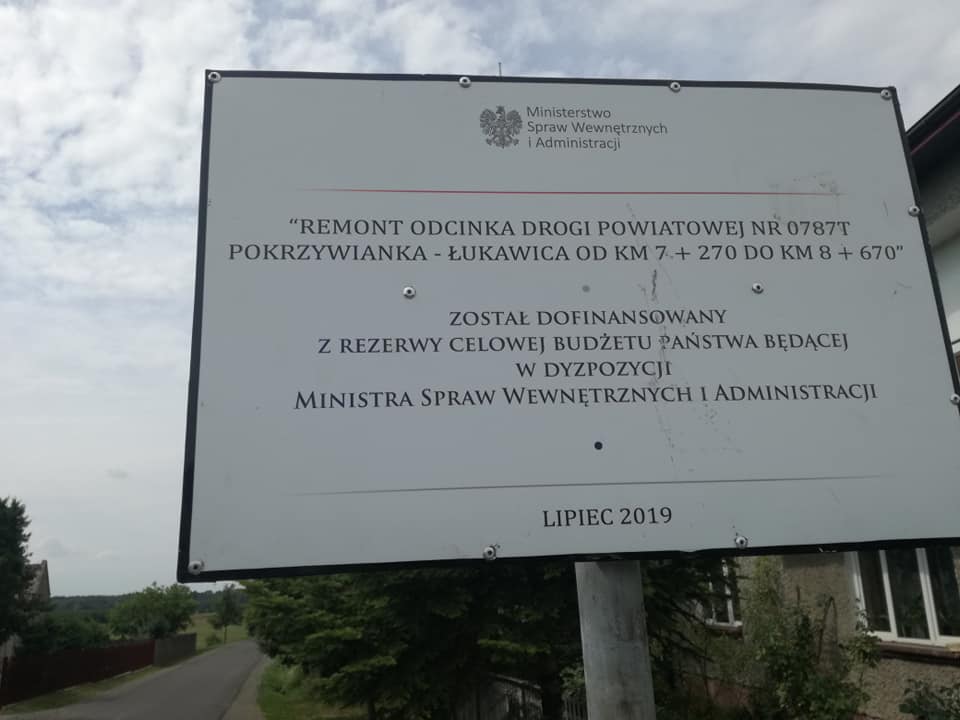 Ministerstwo
Spraw Wewnętrznych
i Administracji
“REMONT ODCINKA DROGI POWIATOWEJ NR 0787T
POKRZYWIANKA - ŁUKAWICA OD KM 7 + 270 DO KM 8 + 670”
ZOSTAŁ DOFINANSOWANY
Z REZERWY CELOWEJ BUDŻETU PAŃSTWA BĘDĄCEJ
W DYZPOZYCJI
MINISTRA SPRAW WEWNĘTRZNYCH I ADMINISTRACJI
LIPIEC 2019